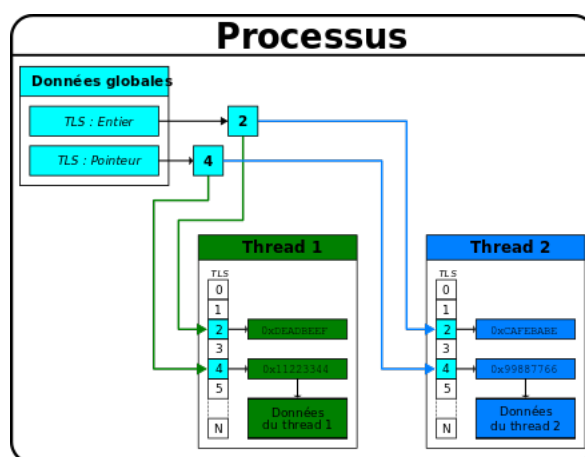 Processus
Données globales
TLS : Entier
2
TLS : Pointeur
4
Thread 1
TLS
0
1
2
0xDEADBEEF
3
4
0x11223344
5
N
Données
du thread 1
Thread 2
TLS
0
1
2
0xCAFEBABE
3
4
0x99887766
5
N
Données
du thread 2